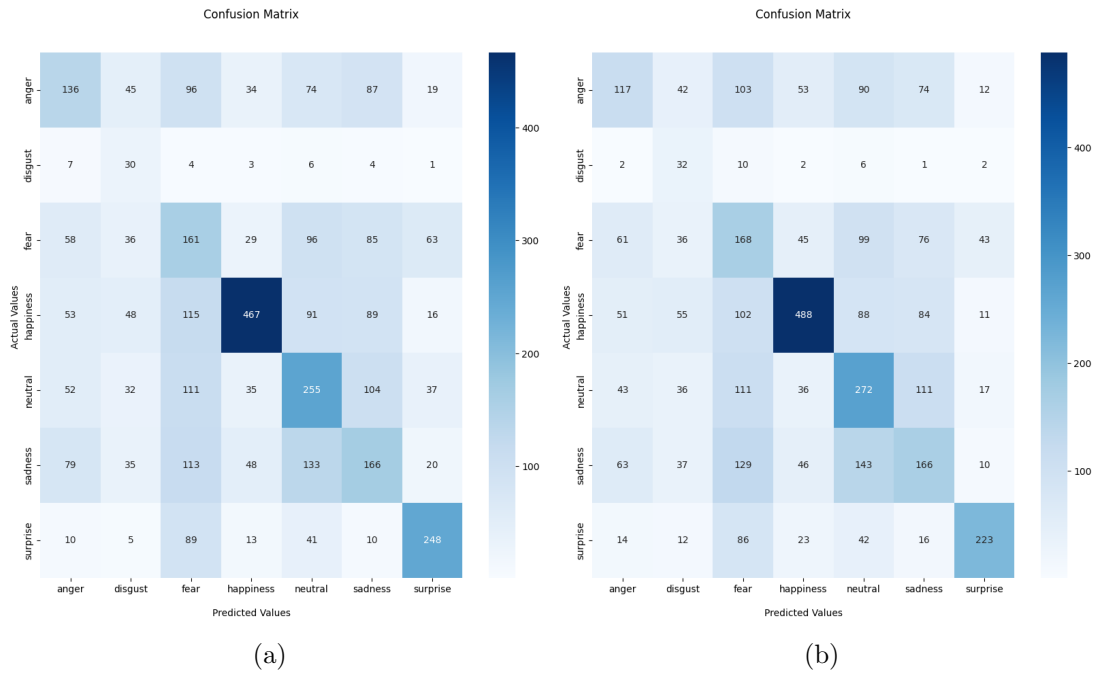 Confusion Matrix
anger 136 45 96 34 74 87 19
disgust 7 30 4 3 6 4 1
fear 58 36 161 29 96 85 63
happiness 53 48 115 467 91 89 16
neutral 52 32 111 35 255 104 37
sadness 79 35 113 48 133 166 20
surprise 10 5 89 13 41 10 248
Actual Values
anger disgust fear happiness neutral sadness surprise
Predicted Values
400
300
200
100
(a)
Confusion Matrix
anger 117 42 103 53 90 74 12
disgust 2 32 10 2 6 1 2
fear 61 36 168 45 99 76 43
happiness 51 55 102 488 88 84 11
neutral 43 36 111 36 272 111 17
sadness 63 37 129 46 143 166 10
surprise 14 12 86 23 42 16 223
Actual Values
anger disgust fear happiness neutral sadness surprise
Predicted Values
400
300
200
100
(b)